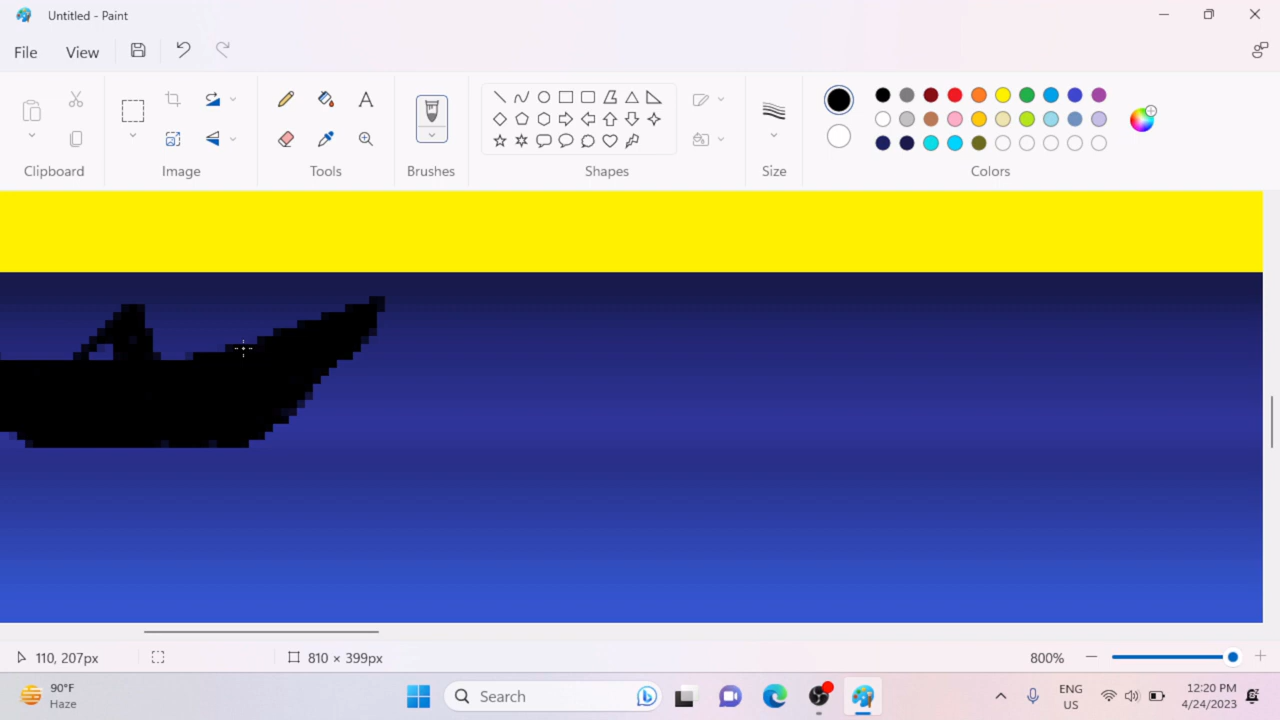 Untitled - Paint
File View
Clipboard
Image
Tools
Brushes
Shapes
Size
Colors
110, 207px
810 × 399px
800%
90°F
Haze
Search
ENG
US
12:20 PM
4/24/2023